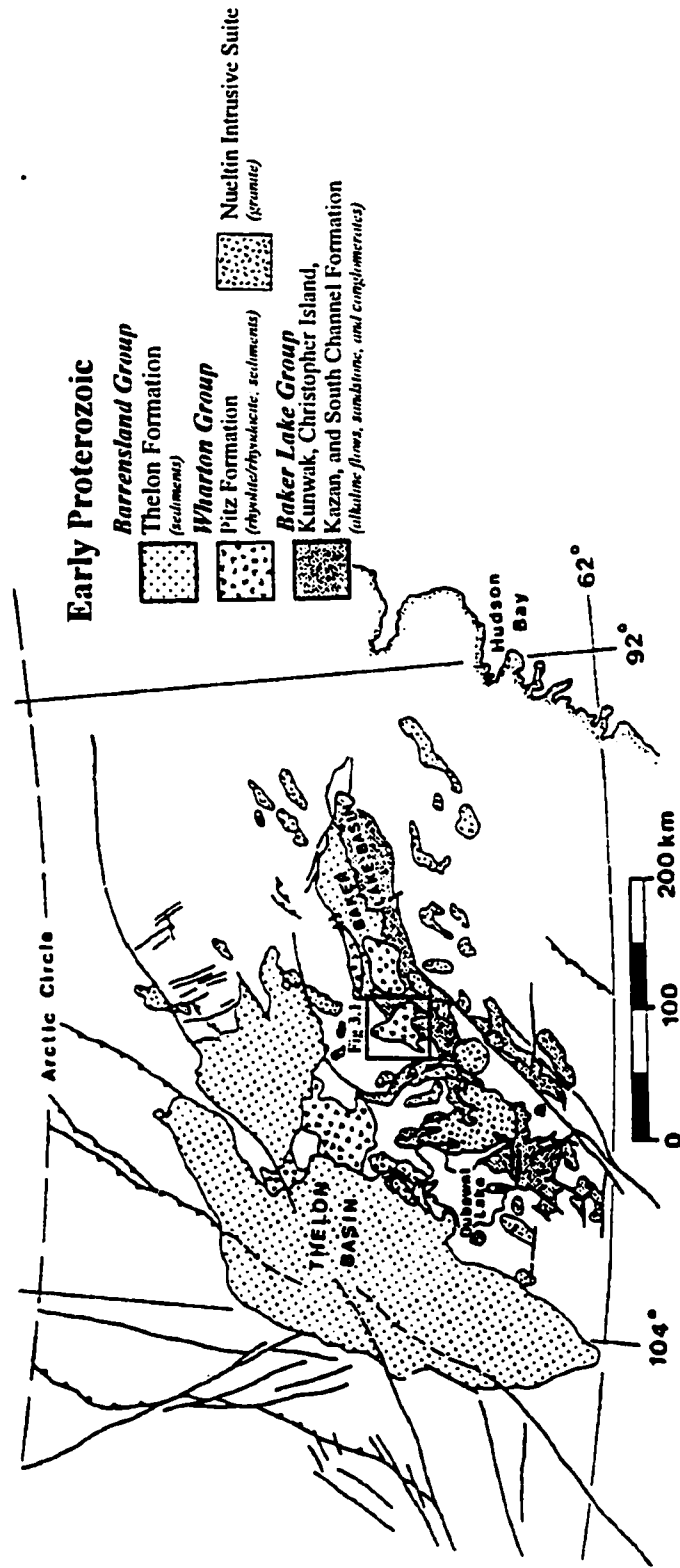 Early Proterozoic
Barrensland Group
Thelon Formation
(sediments)
Wharton Group
Pitz Formation
(rhyolite/rhyodacite, sediments)
Nueltin Intrusive Suite
(granite)
Baker Lake Group
Kunwak, Christopher Island,
Kazan, and South Channel Formation
(alkaline flows, sandstone, and conglomerates)
Arctic Circle
THELON
BASIN
Fig 3.1
BAKER
LAKE BASIN
Dubawnt
Lake
Hudson
Bay
62°
92°
104°
0 100 200 km